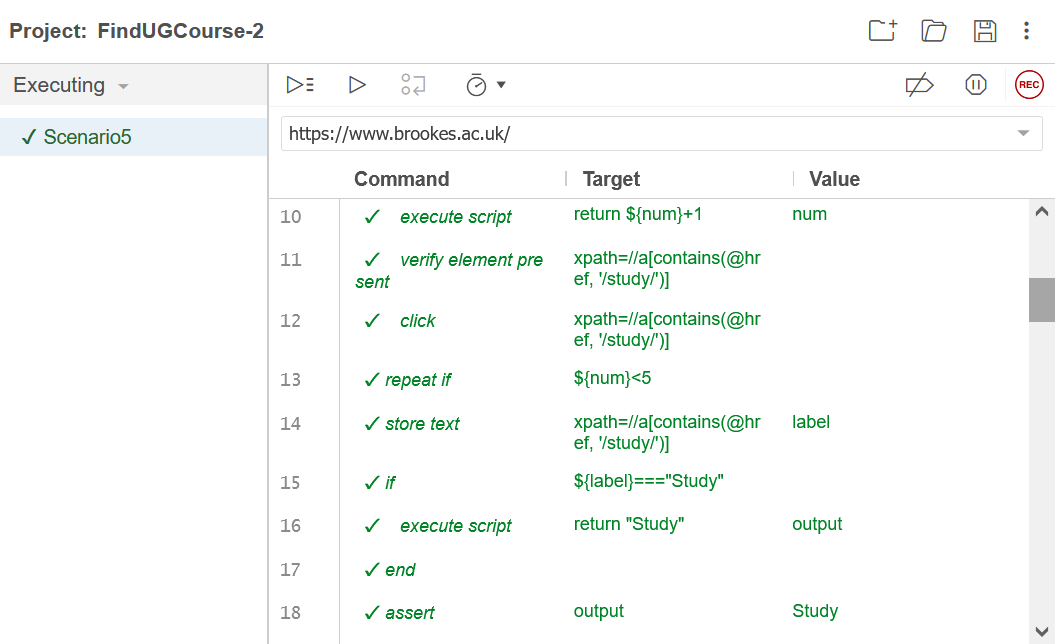 Project: FindUGCourse-2
Executing
REC
✓ Scenario5
https://www.brookes.ac.uk/
Command Target Value
10 ✓ execute script return ${num}+1 num
11 ✓ verify element pre xpath=//a[contains(@hr
sent ef, '/study/')]
12 ✓ click xpath=//a[contains(@hr
ef, '/study/')]
13 ✓ repeat if ${num}<5
14 ✓ store text xpath=//a[contains(@hr label
ef, '/study/')]
15 ✓ if ${label}==="Study"
16 ✓ execute script return "Study" output
17 ✓ end
18 ✓ assert output Study